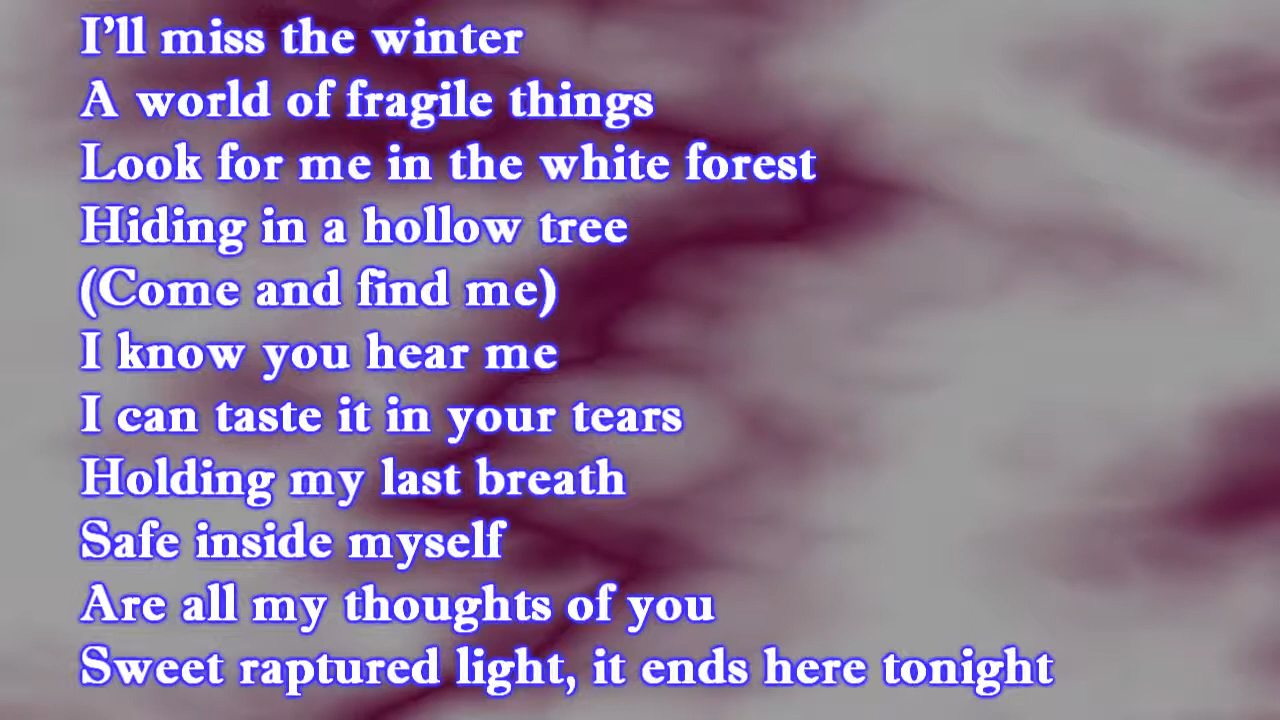 I'll miss the winter
A world of fragile things
Look for me in the white forest
Hiding in a hollow tree
(Come and find me)
I know you hear me
I can taste it in your tears
Holding my last breath
Safe inside myself
Are all my thoughts of you
Sweet raptured light, it ends here tonight